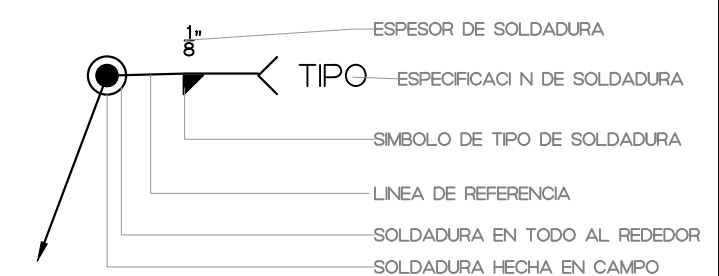 1"
8
ESPESOR DE SOLDADURA
TIPO
ESPECIFICACI N DE SOLDADURA
SIMBOLO DE TIPO DE SOLDADURA
LINEA DE REFERENCIA
SOLDADURA EN TODO AL REDEDOR
SOLDADURA HECHA EN CAMPO